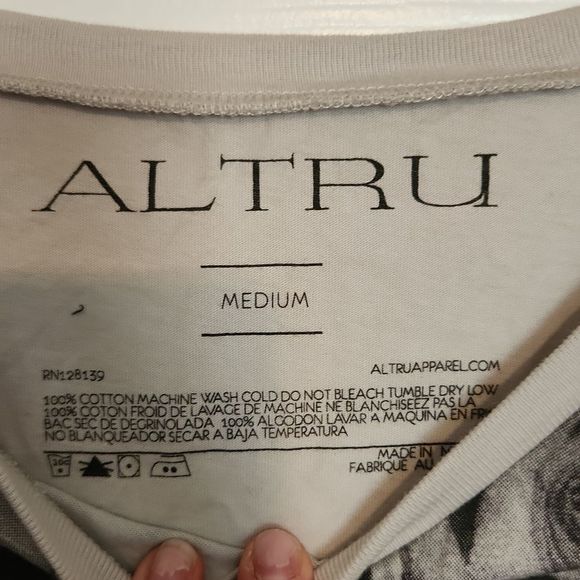 ALTRU
MEDIUM
RN128139
ALTRUAPPAREL.COM
100% COTTON MACHINE WASH COLD DO NOT BLEACH TUMBLE DRY LOW
100% COTON FROID DE LAVAGE DE MACHINE NE BLANCHISEEZ PAS LA
BAC SEC DE DEGRINOLADA 100% ALGODON LAVAR A MAQUINA EN
NO BLANQUEADOR SECAR A BAJA TEMPERATURA
MADE IN
FABRIQUE AU